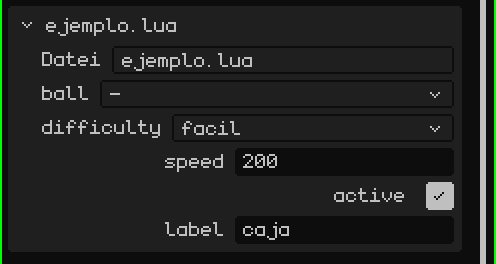 ejemplo.lua
Datei ejemplo.lua
ball -
difficulty facil
speed 200
active
label caja